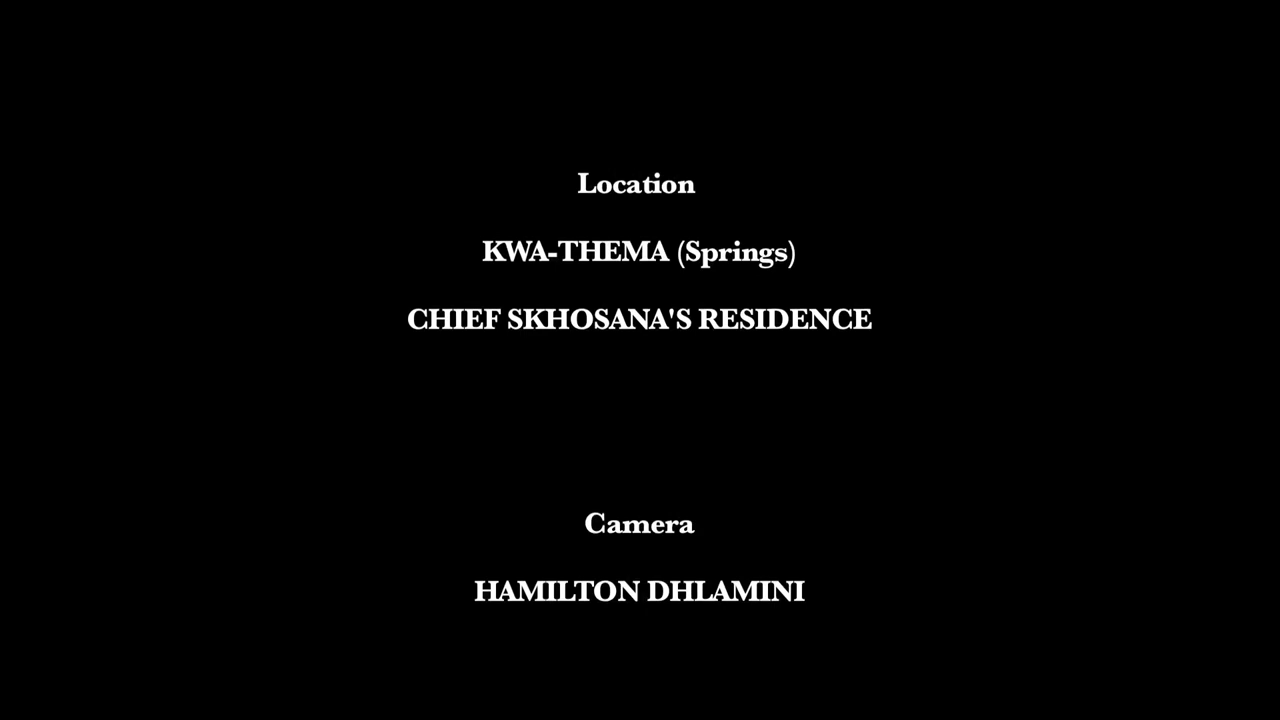 Location
KWA-THEMA (Springs)
CHIEF SKHOSANA'S RESIDENCE
Camera
HAMILTON DHLAMINI